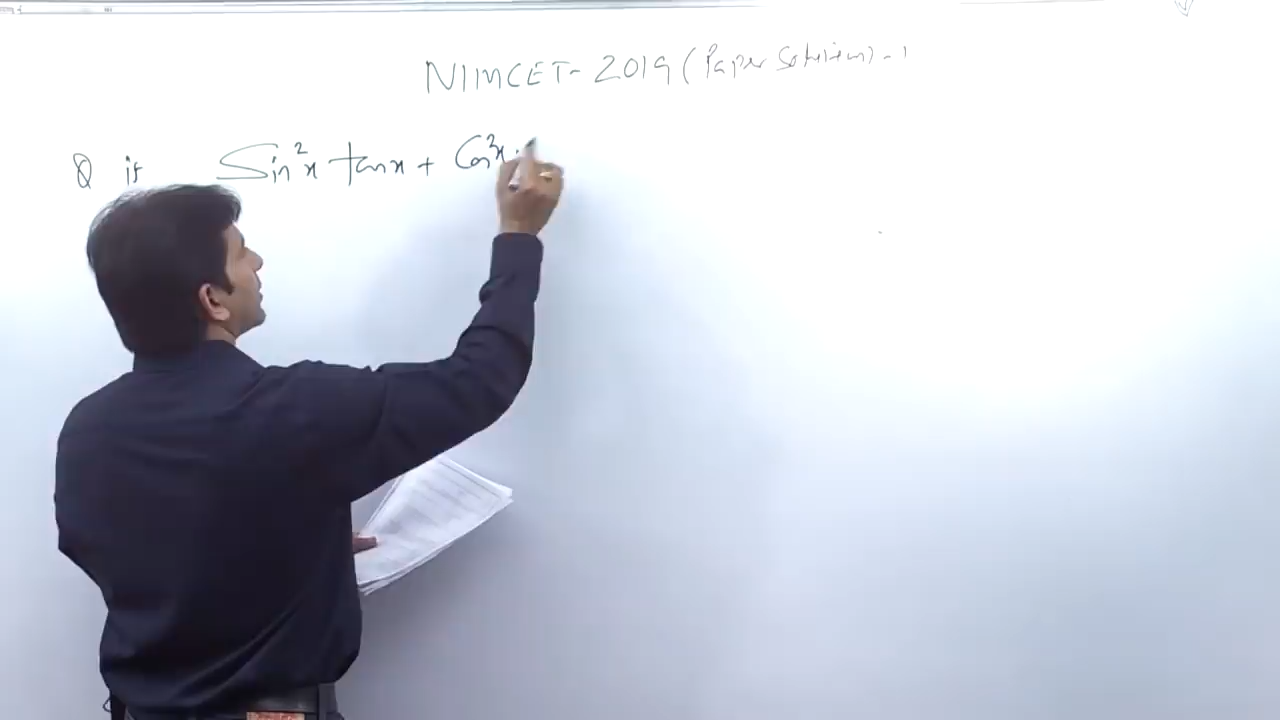 NIMCET-2019 (Paper Solution) - 1
Q if Sin²x tanx + Cos²x